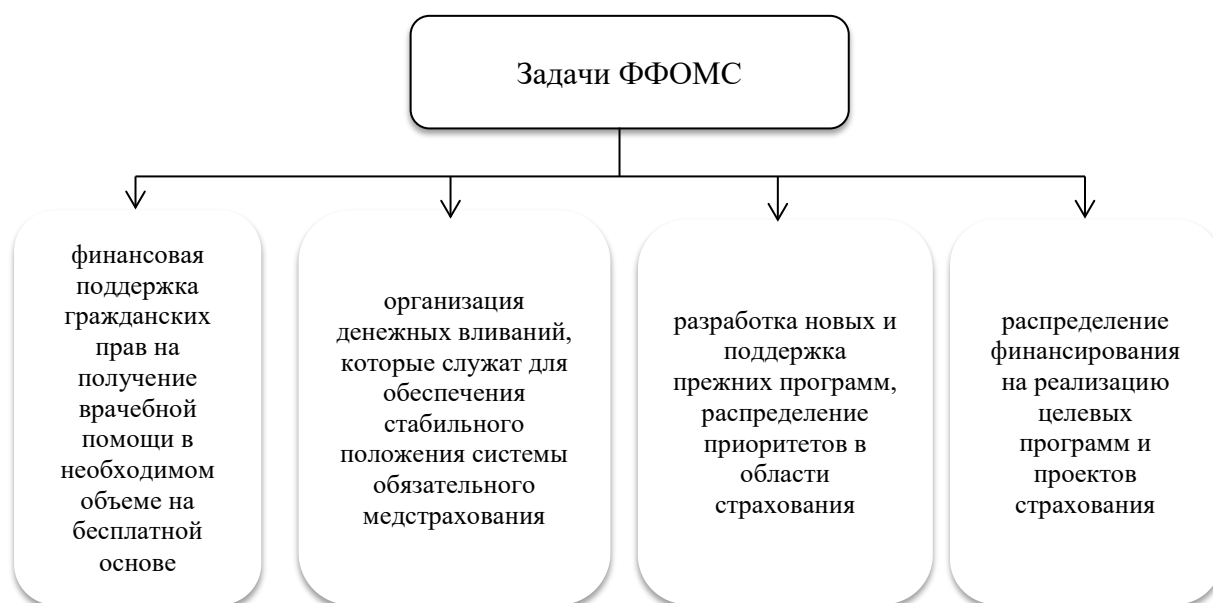 Задачи ФФОМС
финансовая
поддержка
гражданских
прав на
получение
врачебной
помощи в
необходимом
объеме на
бесплатной
основе
организация
денежных вливаний,
которые служат для
обеспечения
стабильного
положения системы
обязательного
медстрахования
разработка новых и
поддержка
прежних программ,
распределение
приоритетов в
области
страхования
распределение
финансирования
на реализацию
целевых
программ и
проектов
страхования